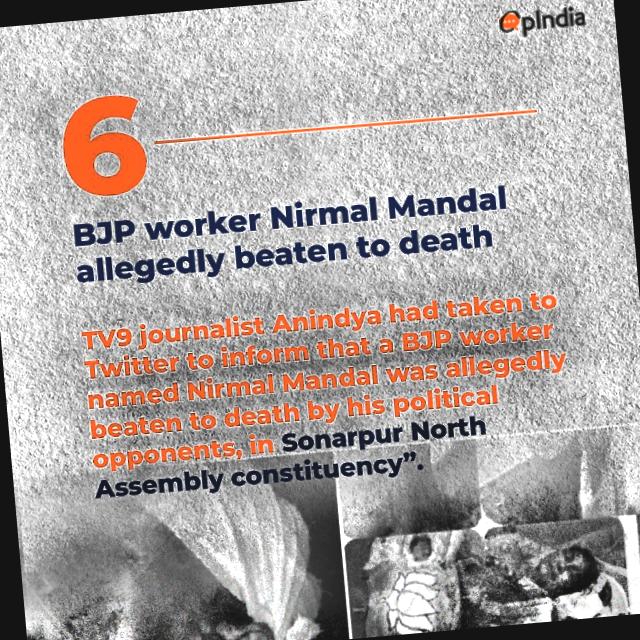 OpIndia
6
BJP worker Nirmal Mandal
allegedly beaten to death
TV9 journalist Anindya had taken to
Twitter to inform that a BJP worker
named Nirmal Mandal was allegedly
beaten to death by his political
opponents, in Sonarpur North
Assembly constituency”.